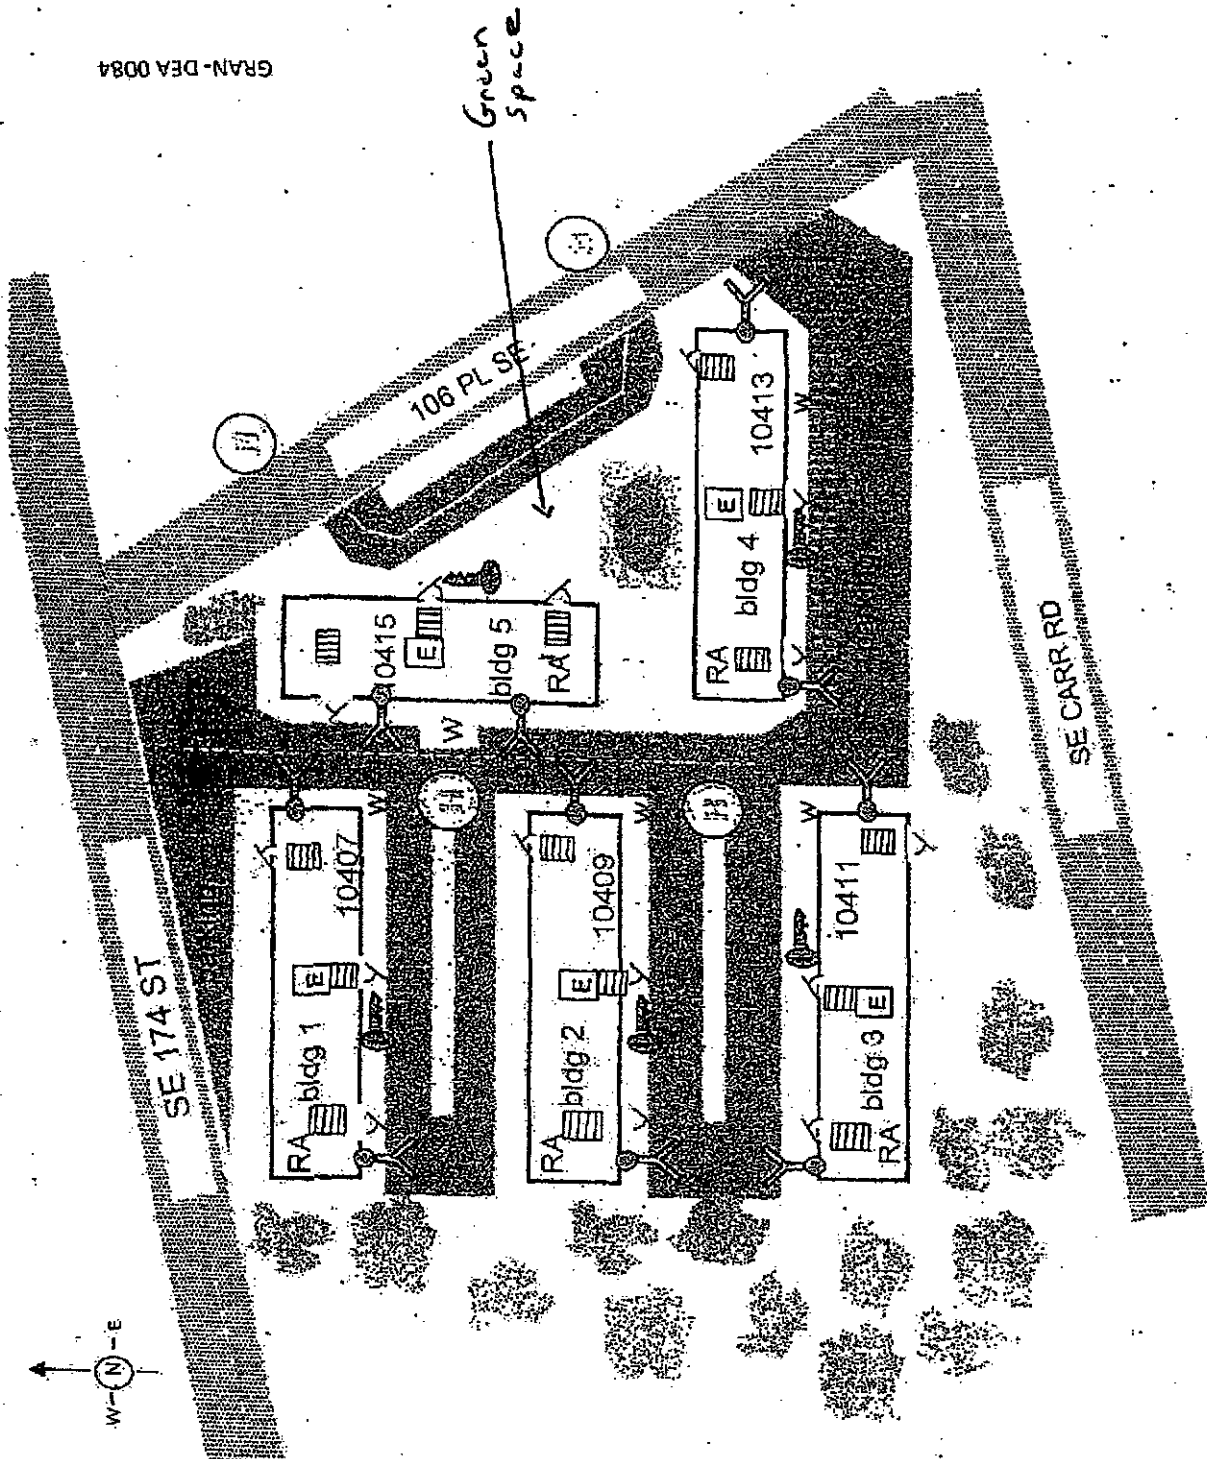 GRAN-DEA 0084
Green
Space
W-N-E
SE 174 ST
106 PL SE
SE CARR RD
parking
RA
bldg 1
E
10407
W
RA
bldg 2
E
10409
W
RA
bldg 3
E
10411
W
RA
bldg 4
E
10413
W
RA
bldg 5
E
10415
W